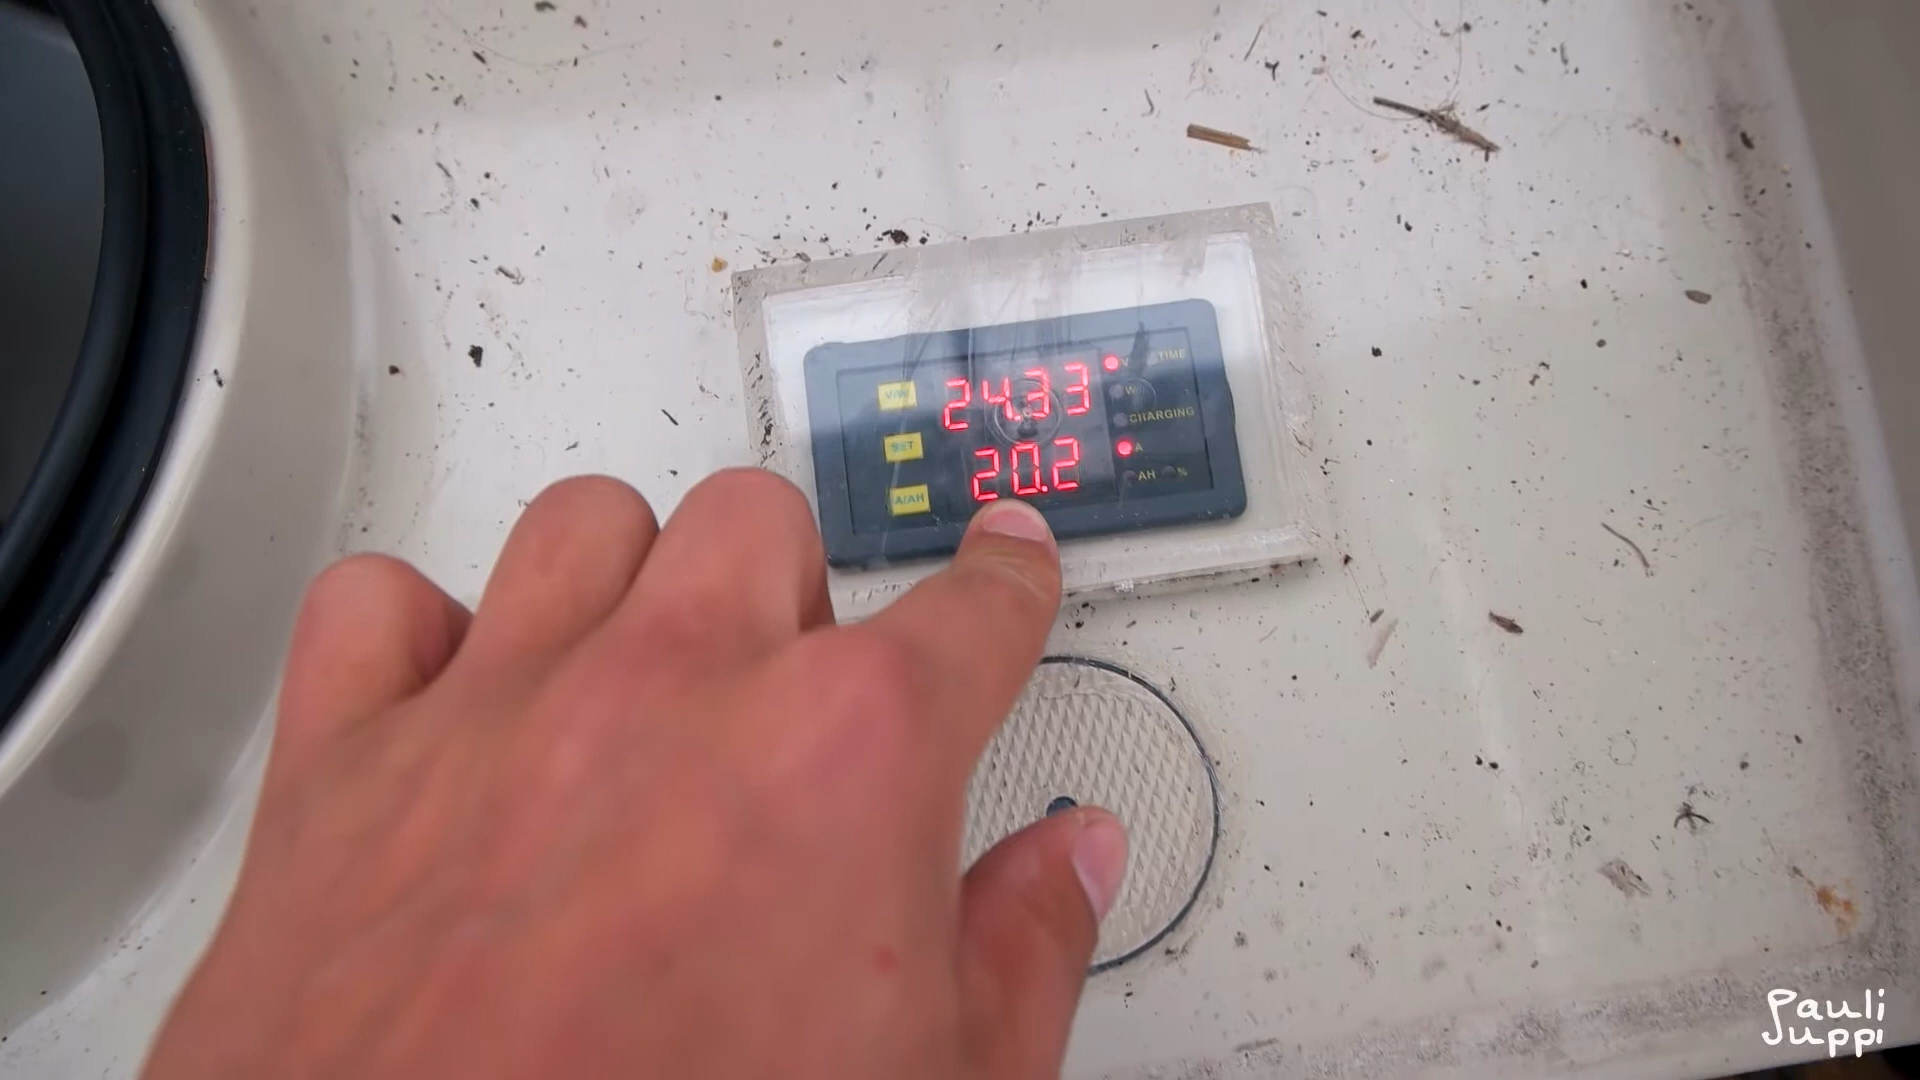 24.33
20.2
V/W
SET
A/AH
V TIME
W
CHARGING
A
AH %
Pauli
Juppi